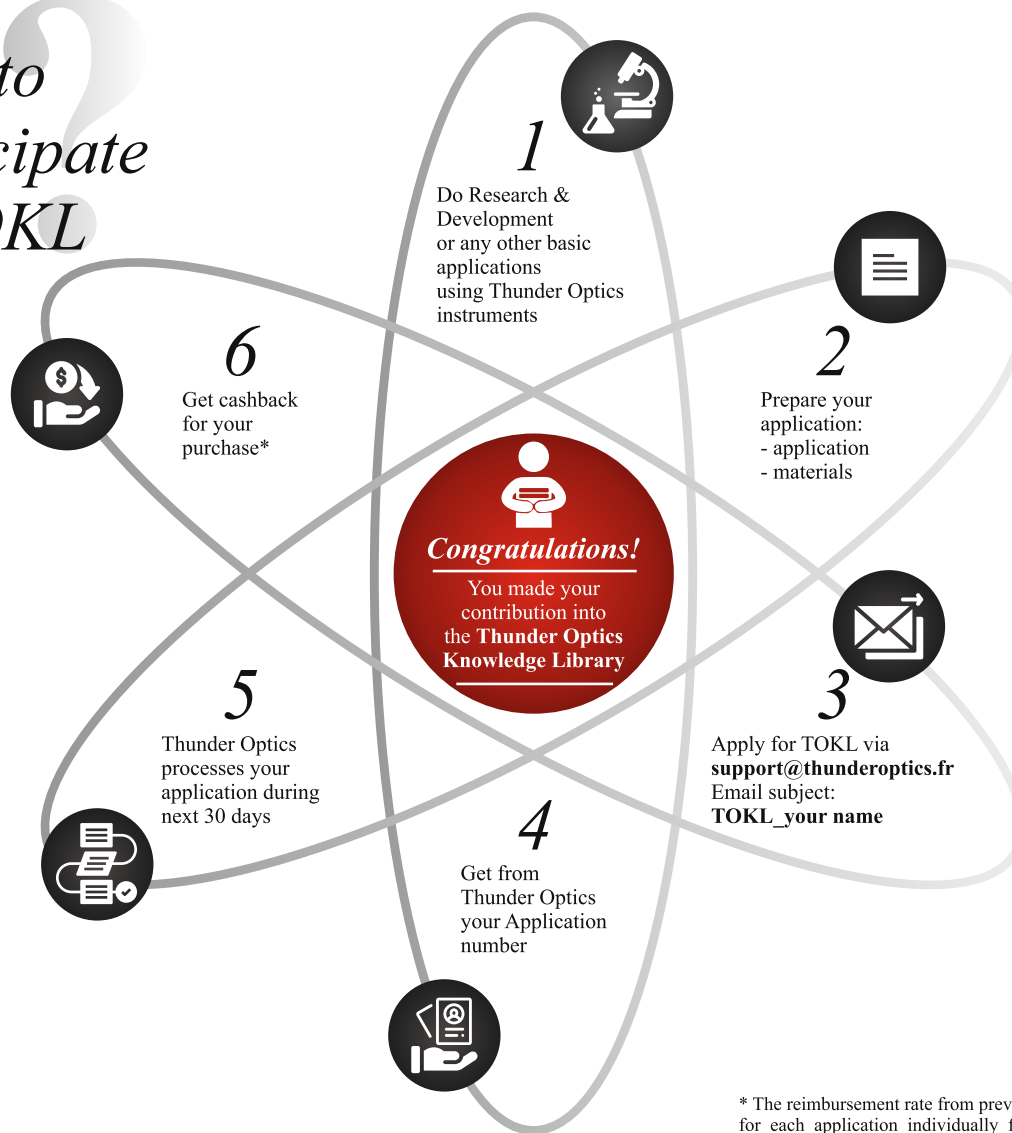 to
cipate
OKL
1
Do Research &
Development
or any other basic
applications
using Thunder Optics
instruments
2
Prepare your
application:
- application
- materials
3
Apply for TOKL via
support@thunderoptics.fr
Email subject:
TOKL_your name
4
Get from
Thunder Optics
your Application
number
5
Thunder Optics
processes your
application during
next 30 days
6
Get cashback
for your
purchase*
Congratulations!
You made your
contribution into
the Thunder Optics
Knowledge Library
* The reimbursement rate from prev
for each application individually f